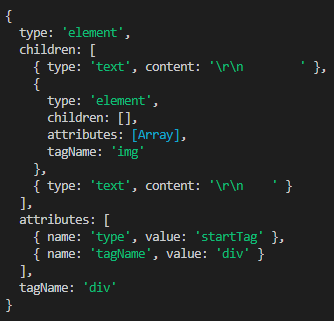 {
  type: 'element',
  children: [
    { type: 'text', content: '\r\n        ' },
    {
      type: 'element',
      children: [],
      attributes: [Array],
      tagName: 'img'
    },
    { type: 'text', content: '\r\n    ' }
  ],
  attributes: [
    { name: 'type', value: 'startTag' },
    { name: 'tagName', value: 'div' }
  ],
  tagName: 'div'
}